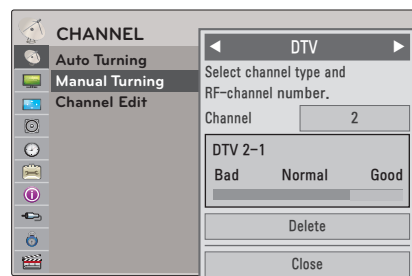 CHANNEL
Auto Turning
Manual Turning
Channel Edit
DTV
Select channel type and
RF-channel number.
Channel 2
DTV 2-1
Bad Normal Good
Delete
Close